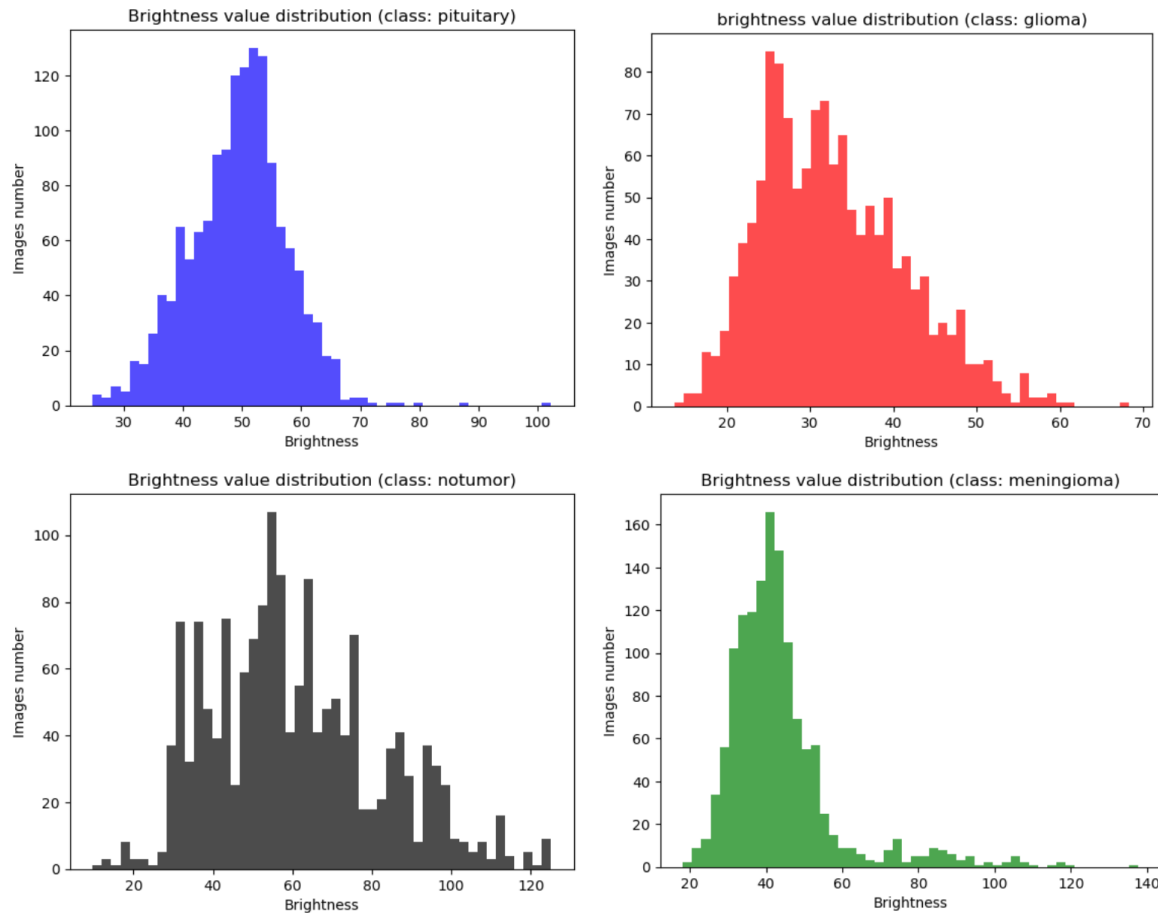 Brightness value distribution (class: pituitary)
Images number
120
100
80
60
40
20
0
30 40 50 60 70 80 90 100
Brightness
brightness value distribution (class: glioma)
Images number
80
70
60
50
40
30
20
10
0
20 30 40 50 60 70
Brightness
Brightness value distribution (class: notumor)
Images number
100
80
60
40
20
0
20 40 60 80 100 120
Brightness
Brightness value distribution (class: meningioma)
Images number
160
140
120
100
80
60
40
20
0
20 40 60 80 100 120 140
Brightness